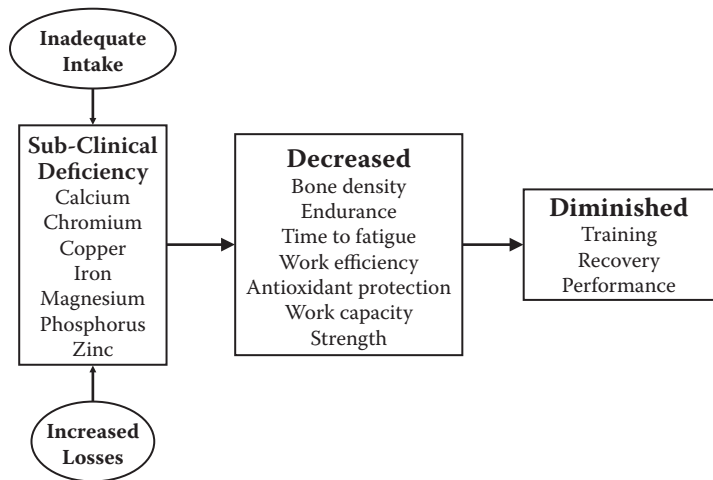 Inadequate
Intake
Sub-Clinical
Deficiency
Calcium
Chromium
Copper
Iron
Magnesium
Phosphorus
Zinc
Increased
Losses
Decreased
Bone density
Endurance
Time to fatigue
Work efficiency
Antioxidant protection
Work capacity
Strength
Diminished
Training
Recovery
Performance